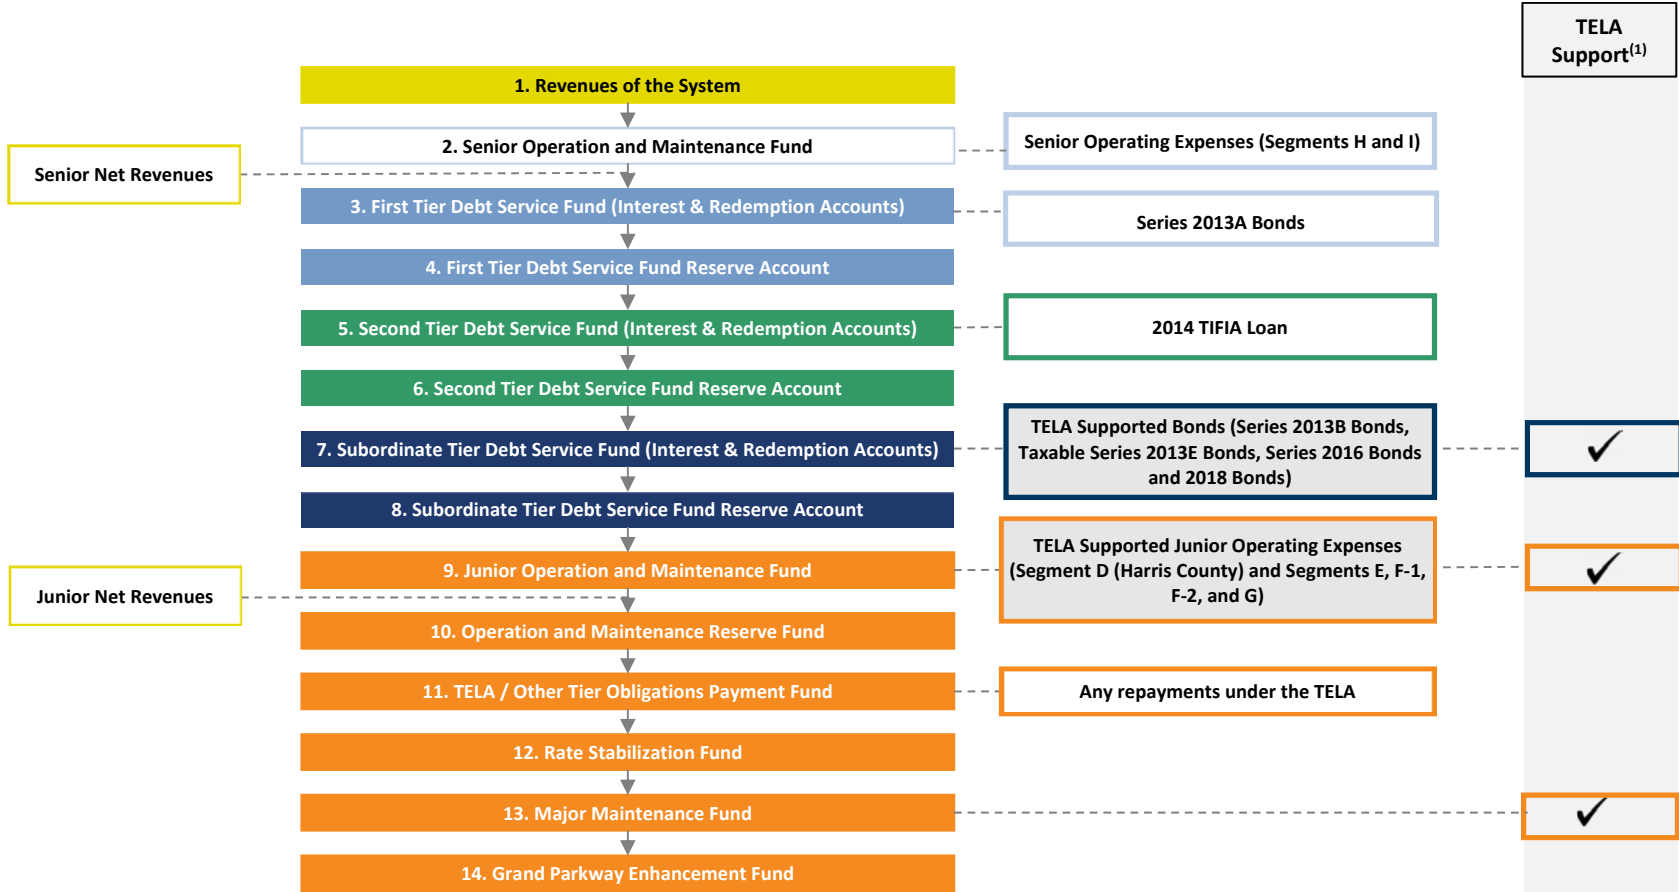 TELA
Support(1)
1. Revenues of the System
2. Senior Operation and Maintenance Fund
Senior Operating Expenses (Segments H and I)
Senior Net Revenues
3. First Tier Debt Service Fund (Interest & Redemption Accounts)
Series 2013A Bonds
4. First Tier Debt Service Fund Reserve Account
5. Second Tier Debt Service Fund (Interest & Redemption Accounts)
2014 TIFIA Loan
6. Second Tier Debt Service Fund Reserve Account
7. Subordinate Tier Debt Service Fund (Interest & Redemption Accounts)
TELA Supported Bonds (Series 2013B Bonds,
Taxable Series 2013E Bonds, Series 2016 Bonds
and 2018 Bonds)
8. Subordinate Tier Debt Service Fund Reserve Account
9. Junior Operation and Maintenance Fund
TELA Supported Junior Operating Expenses
(Segment D (Harris County) and Segments E, F-1,
F-2, and G)
Junior Net Revenues
10. Operation and Maintenance Reserve Fund
11. TELA / Other Tier Obligations Payment Fund
Any repayments under the TELA
12. Rate Stabilization Fund
13. Major Maintenance Fund
14. Grand Parkway Enhancement Fund